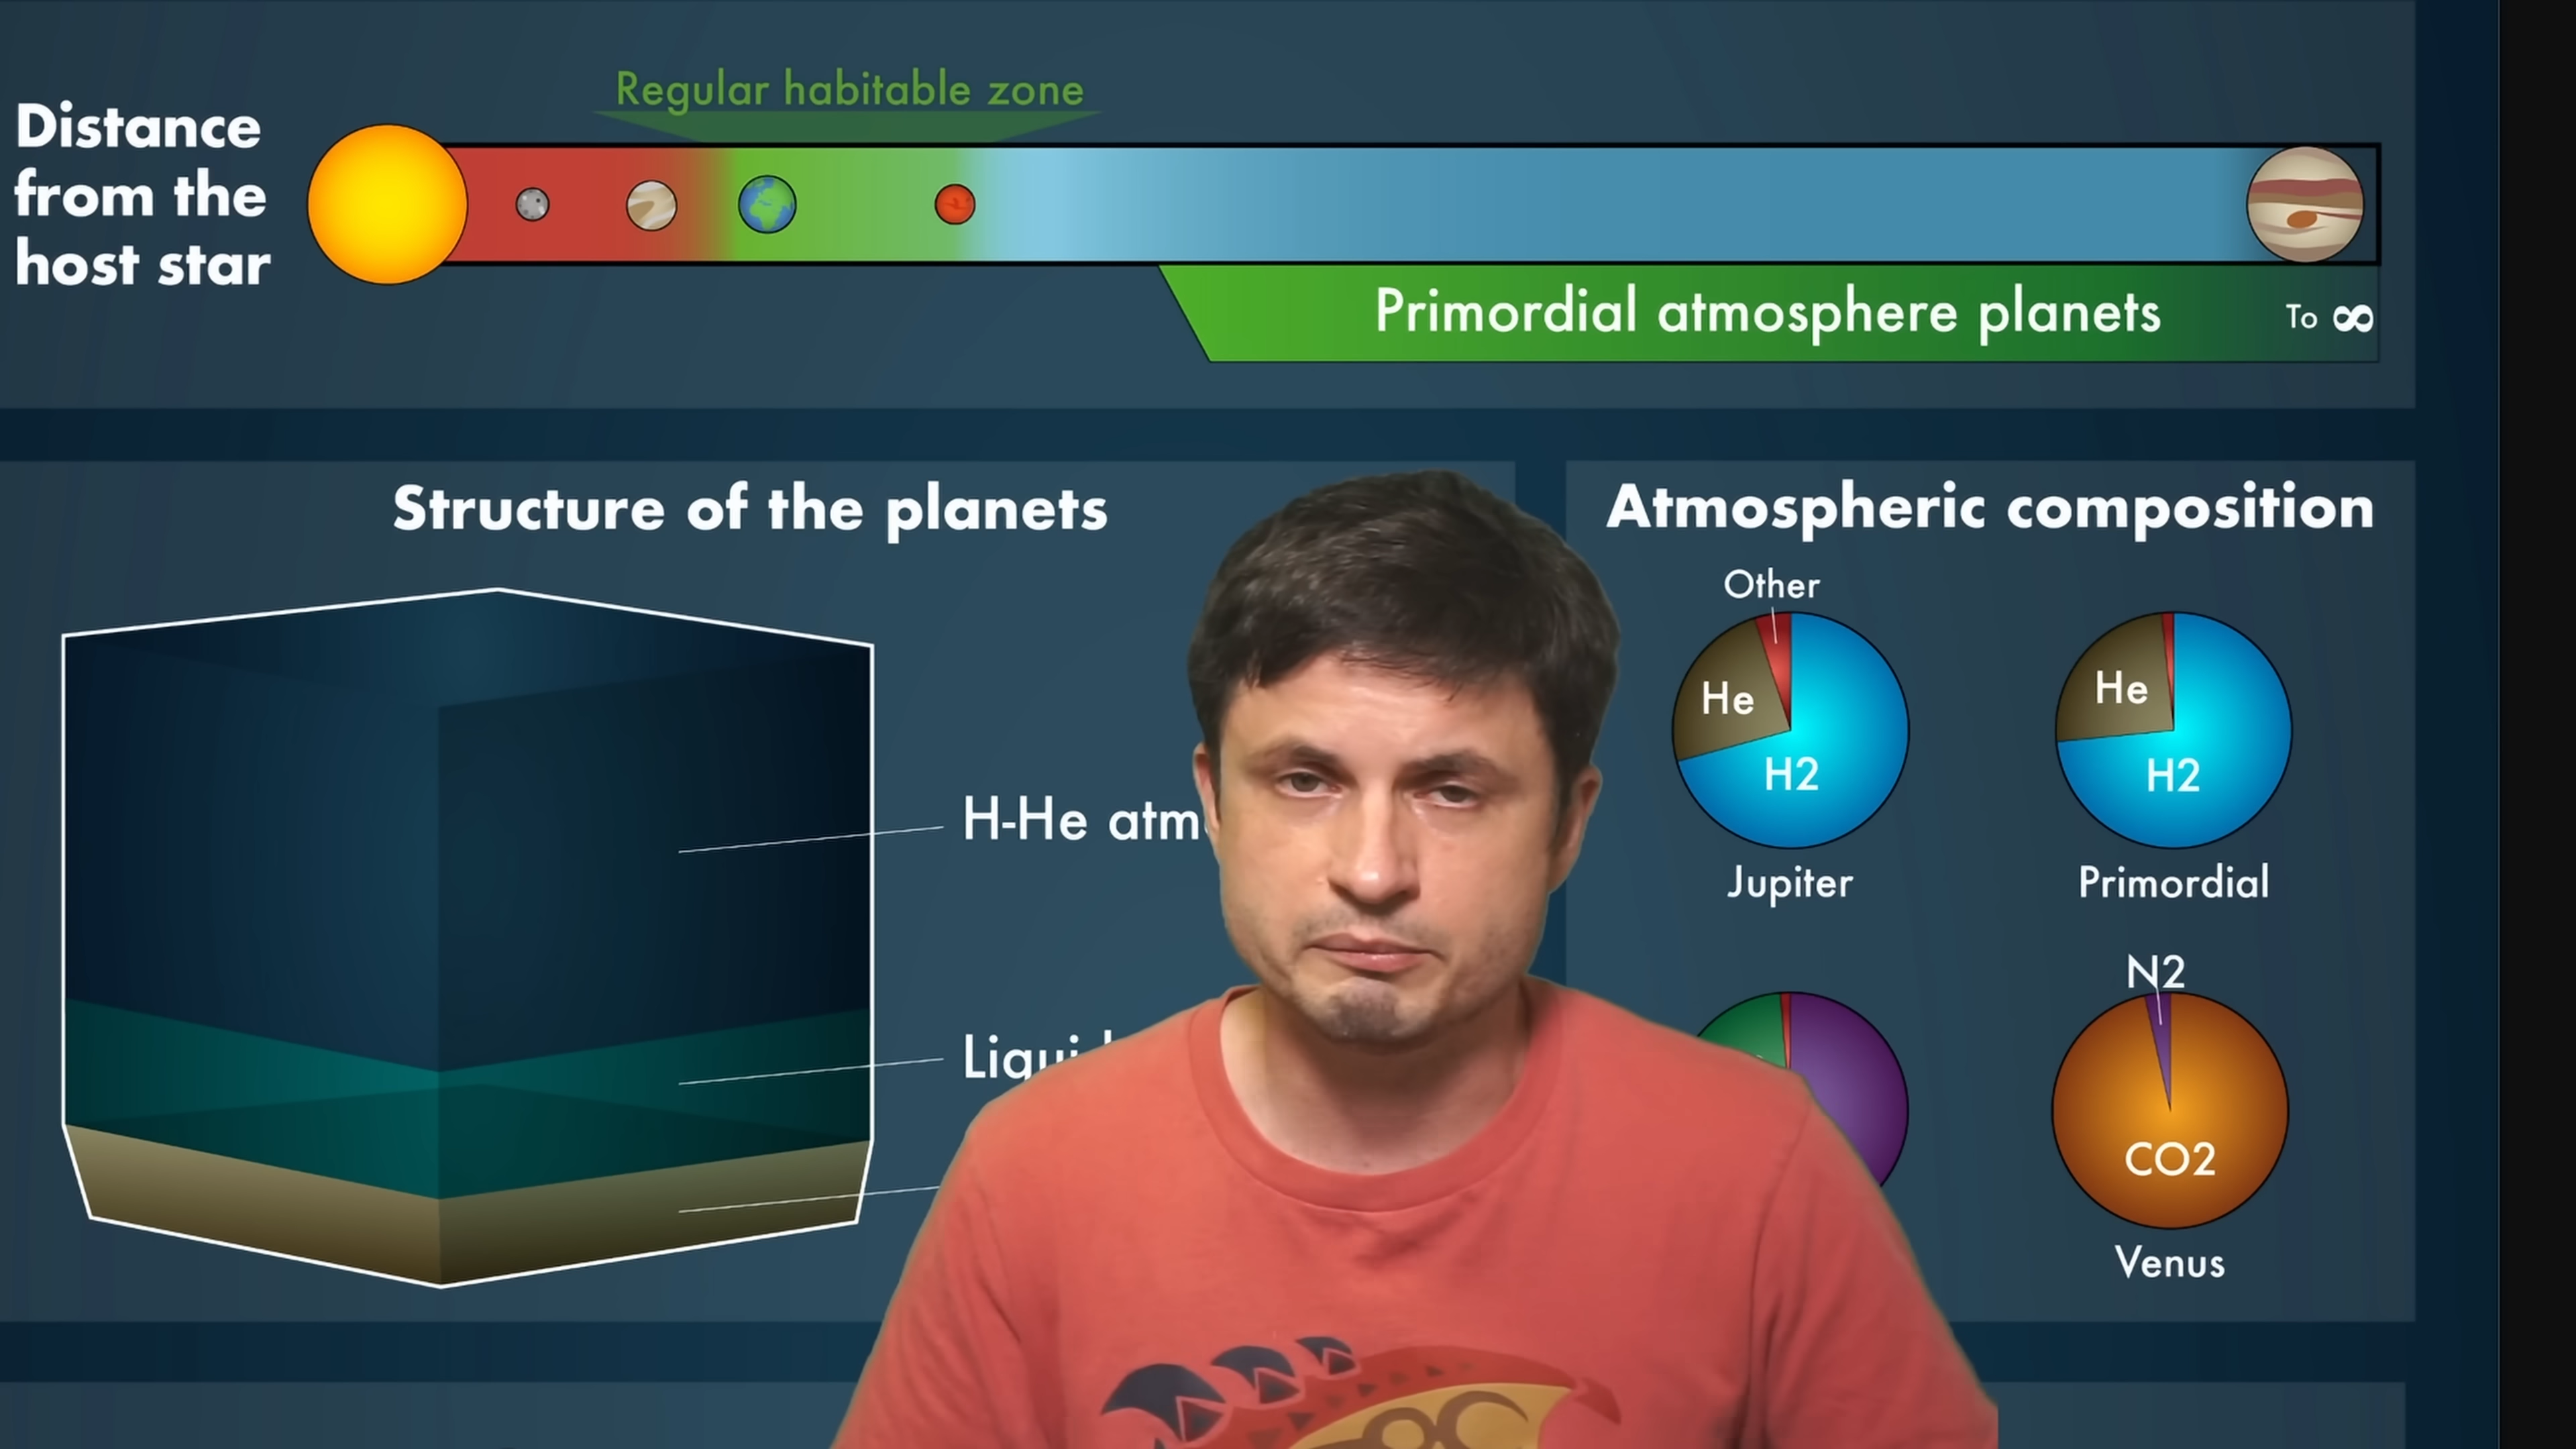 Regular habitable zone
Distance
from the
host star
Primordial atmosphere planets
To ∞
Structure of the planets
Atmospheric composition
Other
He
H2
Jupiter
He
H2
Primordial
H-He
N2
CO2
Venus